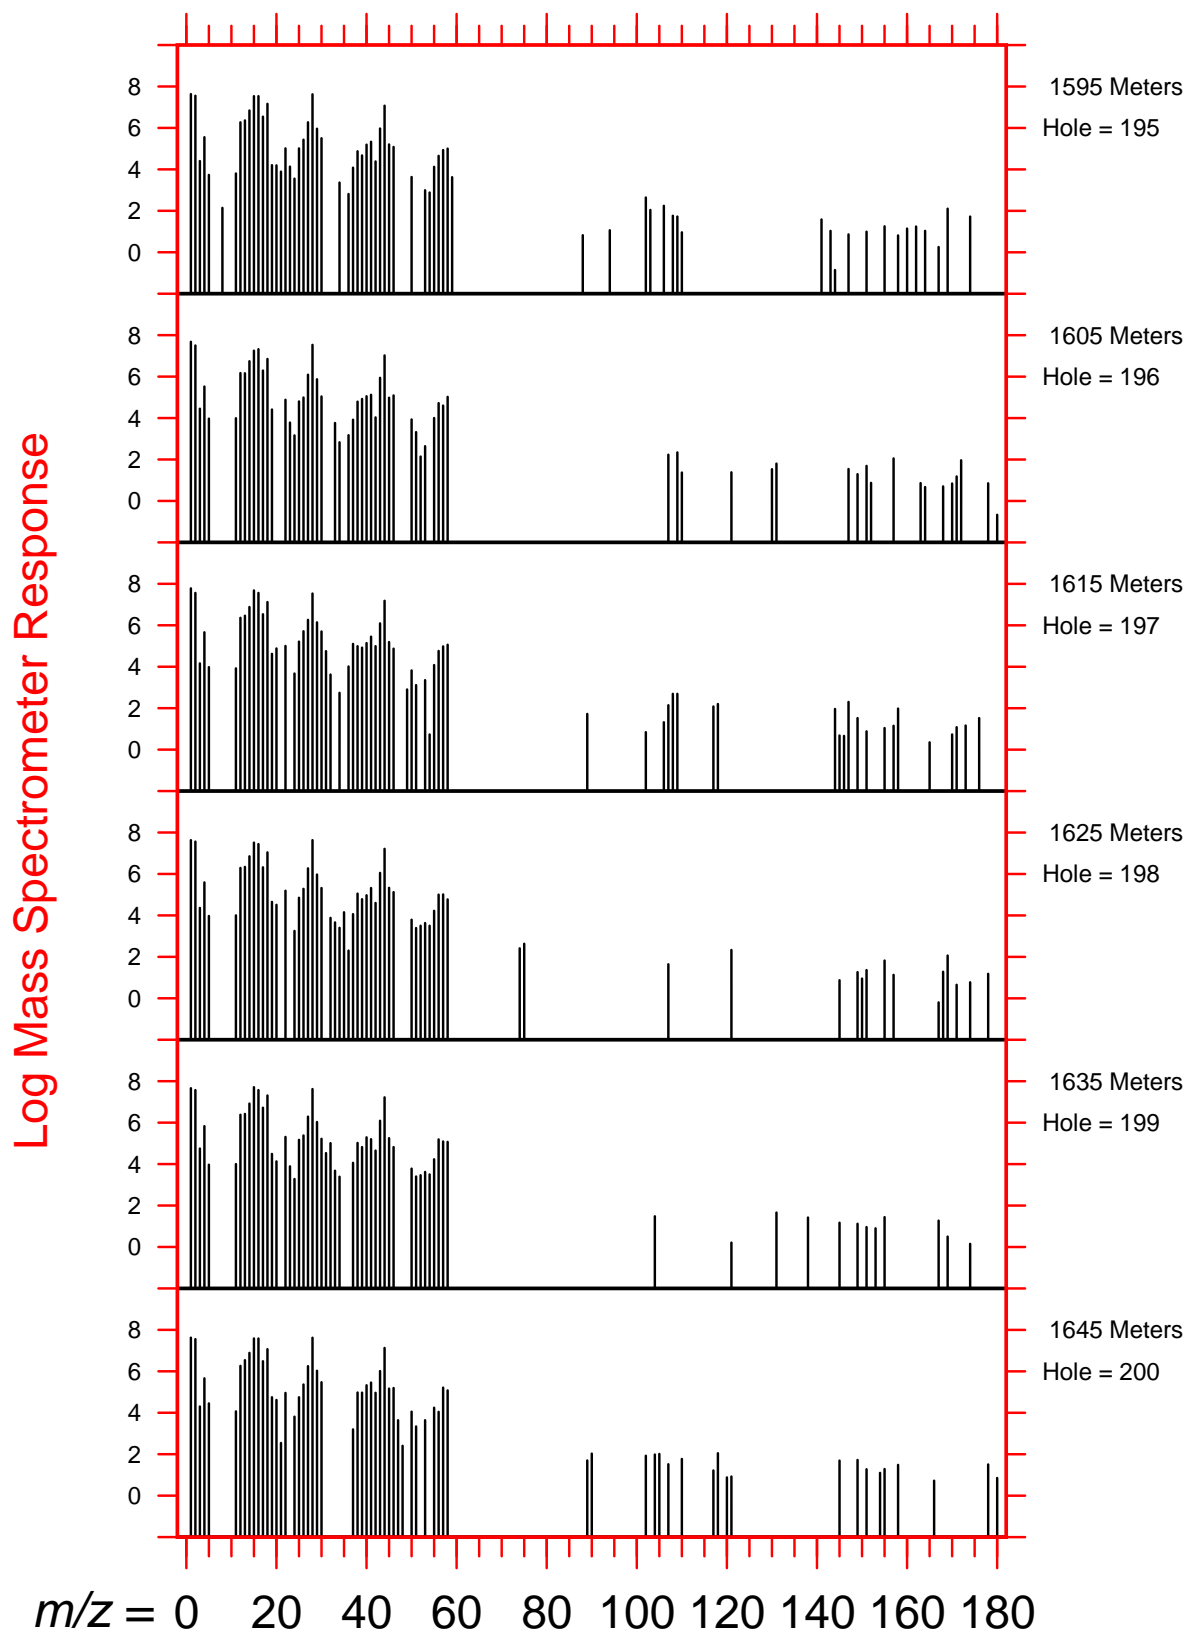 8
6
4
2
0
1595 Meters
Hole = 195
8
6
4
2
0
1605 Meters
Hole = 196
8
6
4
2
0
1615 Meters
Hole = 197
8
6
4
2
0
1625 Meters
Hole = 198
8
6
4
2
0
1635 Meters
Hole = 199
8
6
4
2
0
1645 Meters
Hole = 200
Log Mass Spectrometer Response
m/z = 0 20 40 60 80 100 120 140 160 180